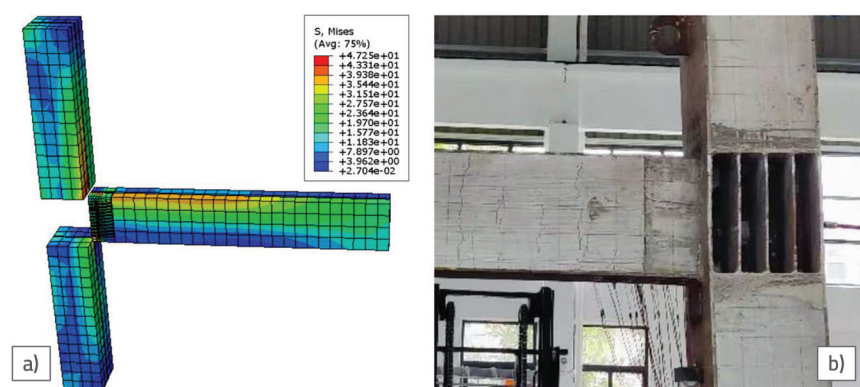 S, Mises
(Avg: 75%)
+4.725e+01
+4.331e+01
+3.938e+01
+3.544e+01
+3.151e+01
+2.757e+01
+2.364e+01
+1.970e+01
+1.577e+01
+1.183e+01
+7.897e+00
+3.962e+00
+2.704e-02
a)
b)